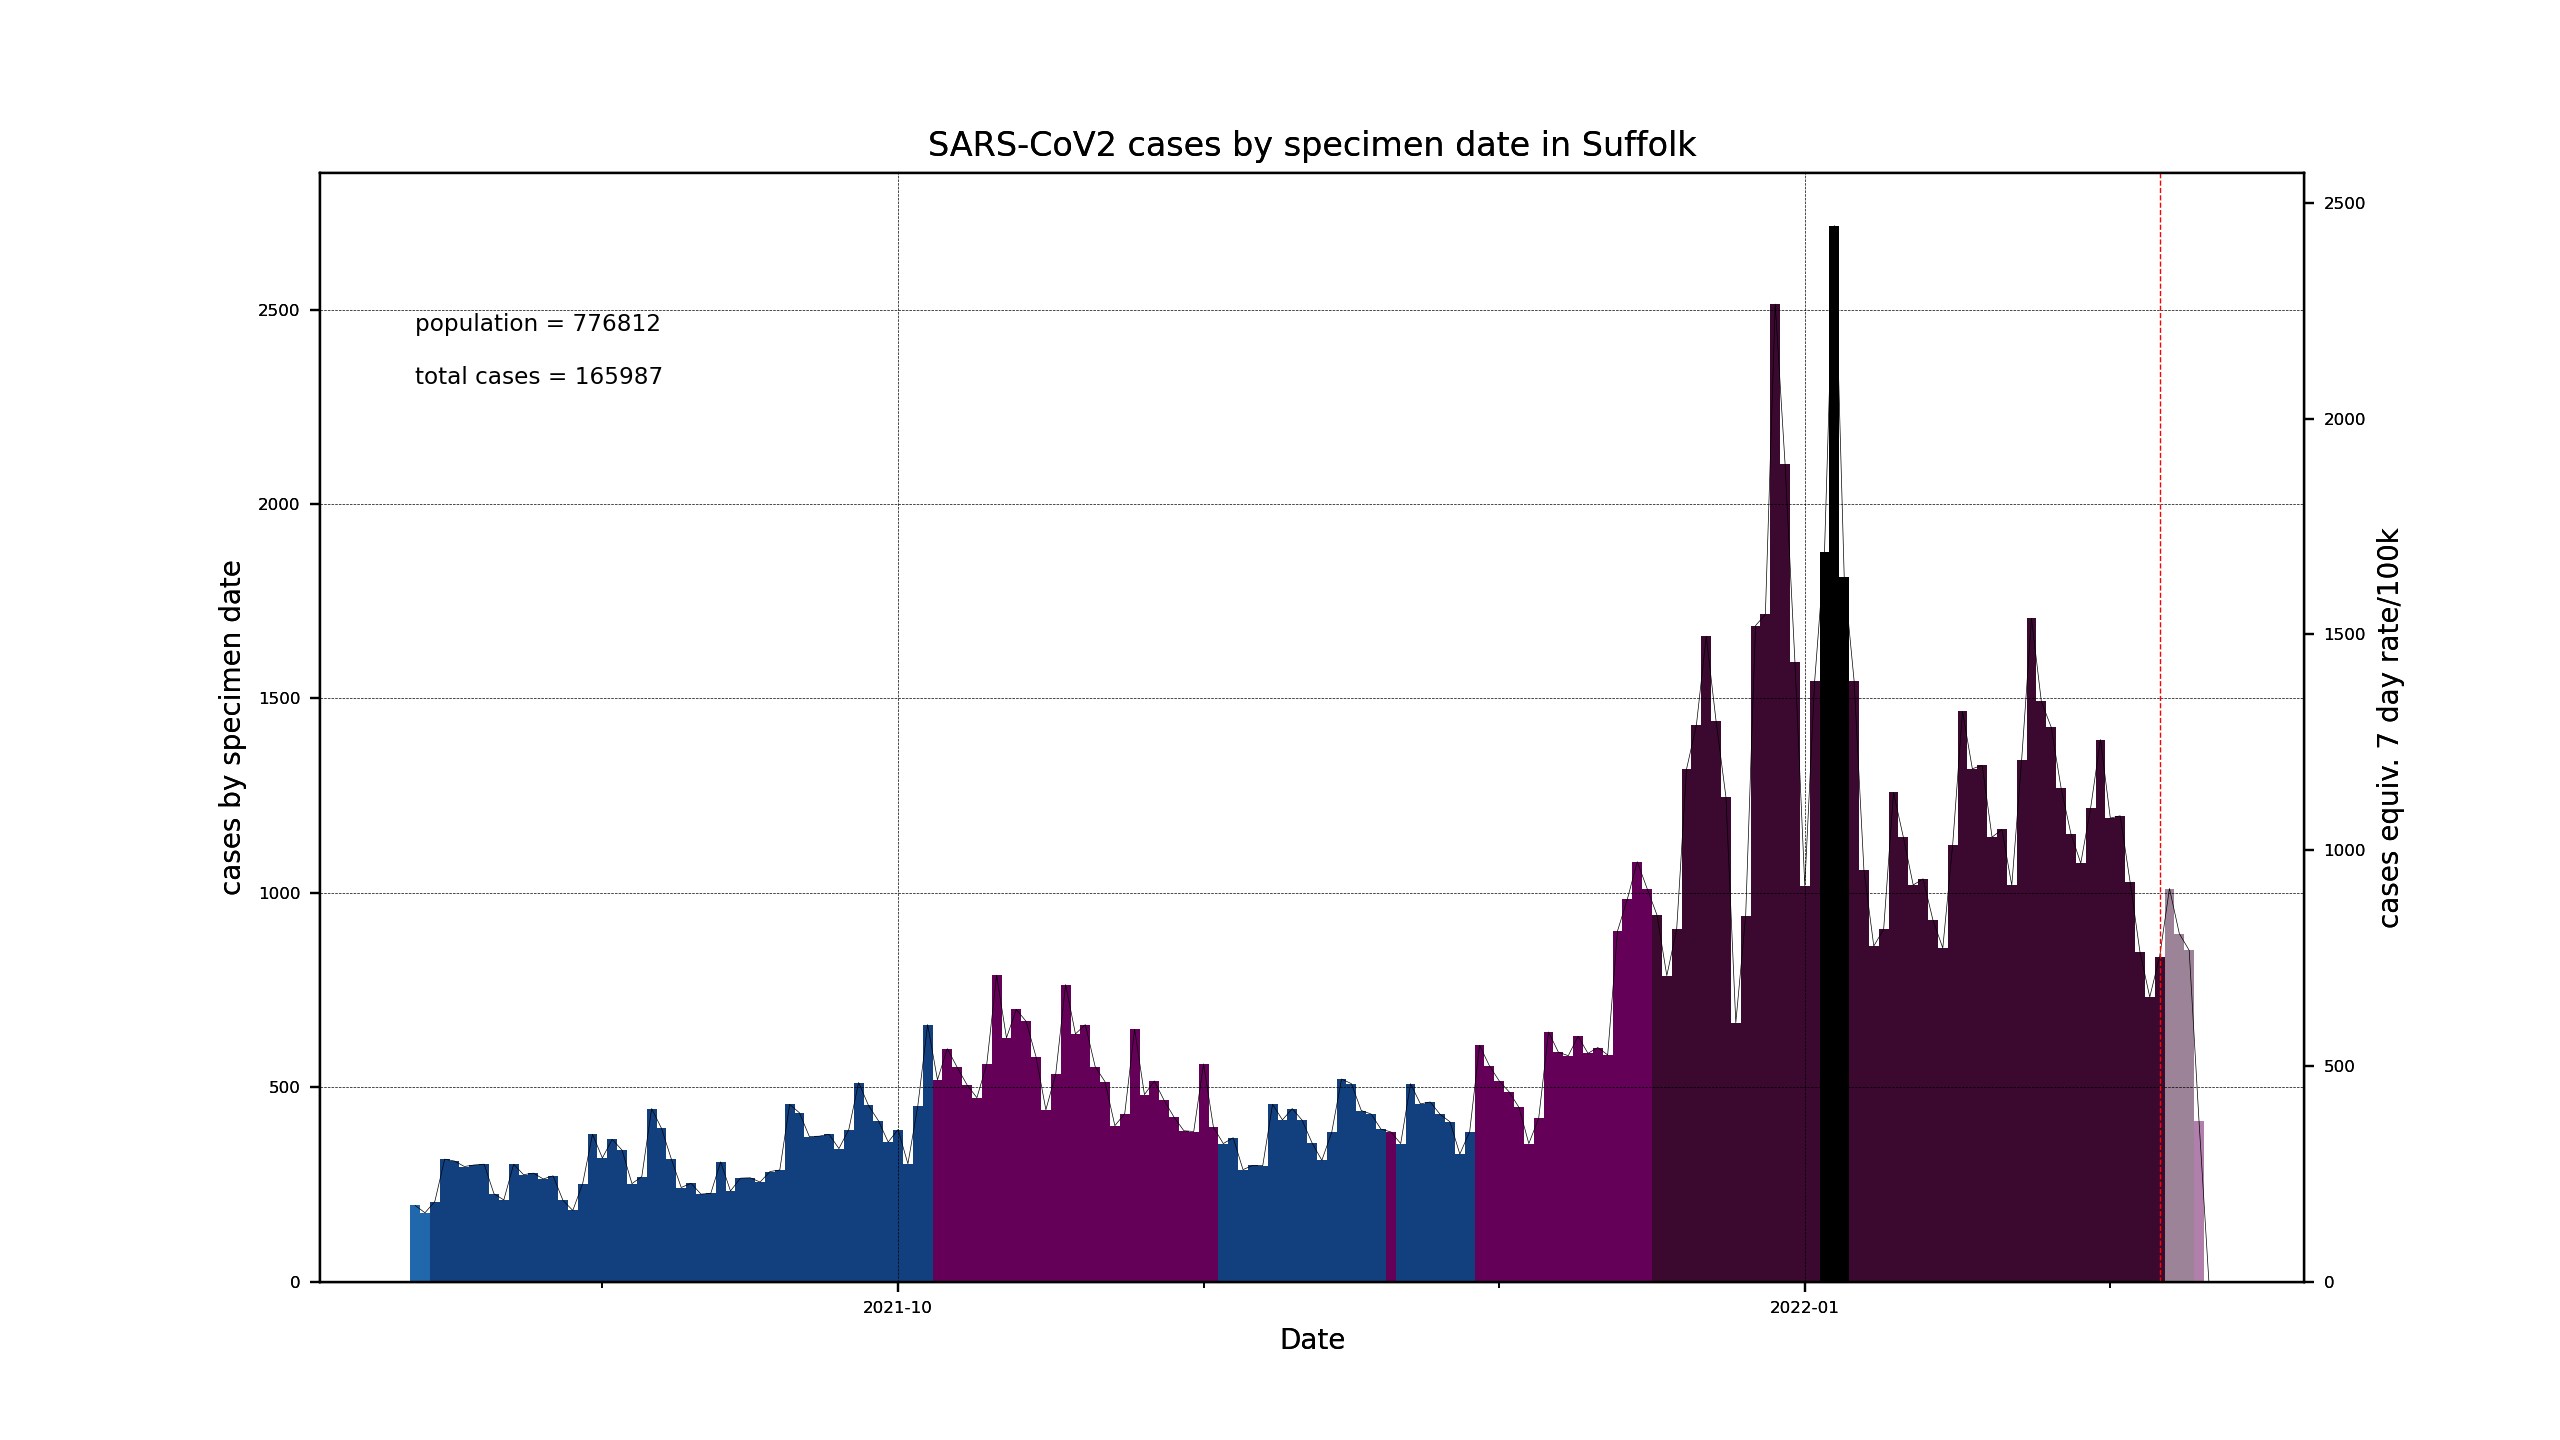 SARS-CoV2 cases by specimen date in Suffolk
population = 776812
total cases = 165987
cases by specimen date
2500
2000
1500
1000
500
0
2500
2000
1500
1000
500
0
cases equiv. 7 day rate/100k
2021-10
2022-01
Date